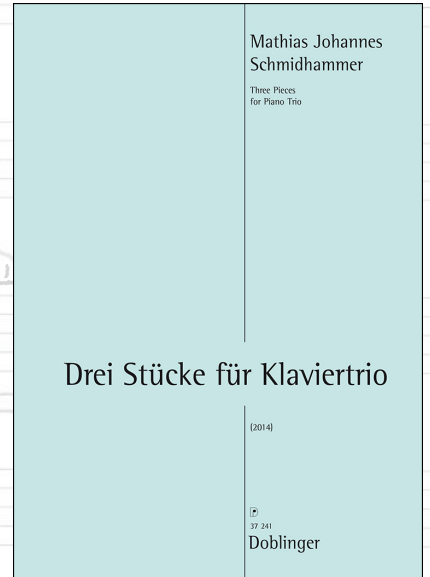 Mathias Johannes
Schmidhammer
Three Pieces
for Piano Trio
Drei Stücke für Klaviertrio
(2014)
37 241
Doblinger